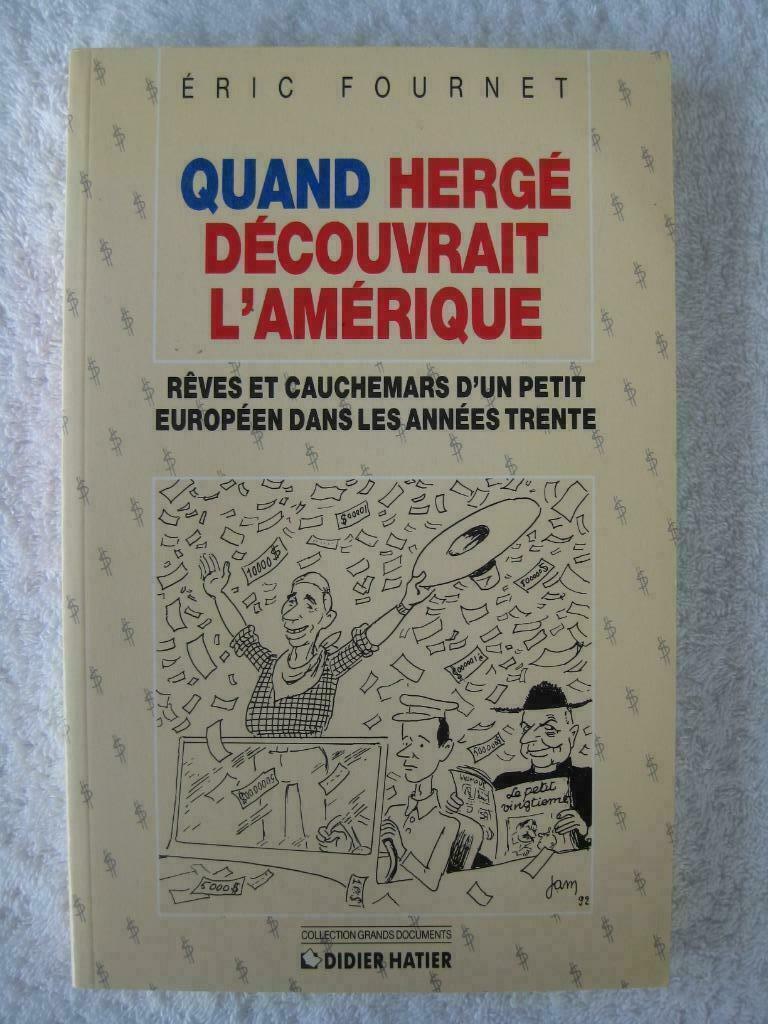 ÉRIC FOURNET
QUAND HERGÉ
DÉCOUVRAIT
L'AMÉRIQUE
RÊVES ET CAUCHEMARS D'UN PETIT
EUROPÉEN DANS LES ANNÉES TRENTE
10000$
Le petit
vingtieme
5000$
Jam
92
COLLECTION GRANDS DOCUMENTS
DIDIER HATIER